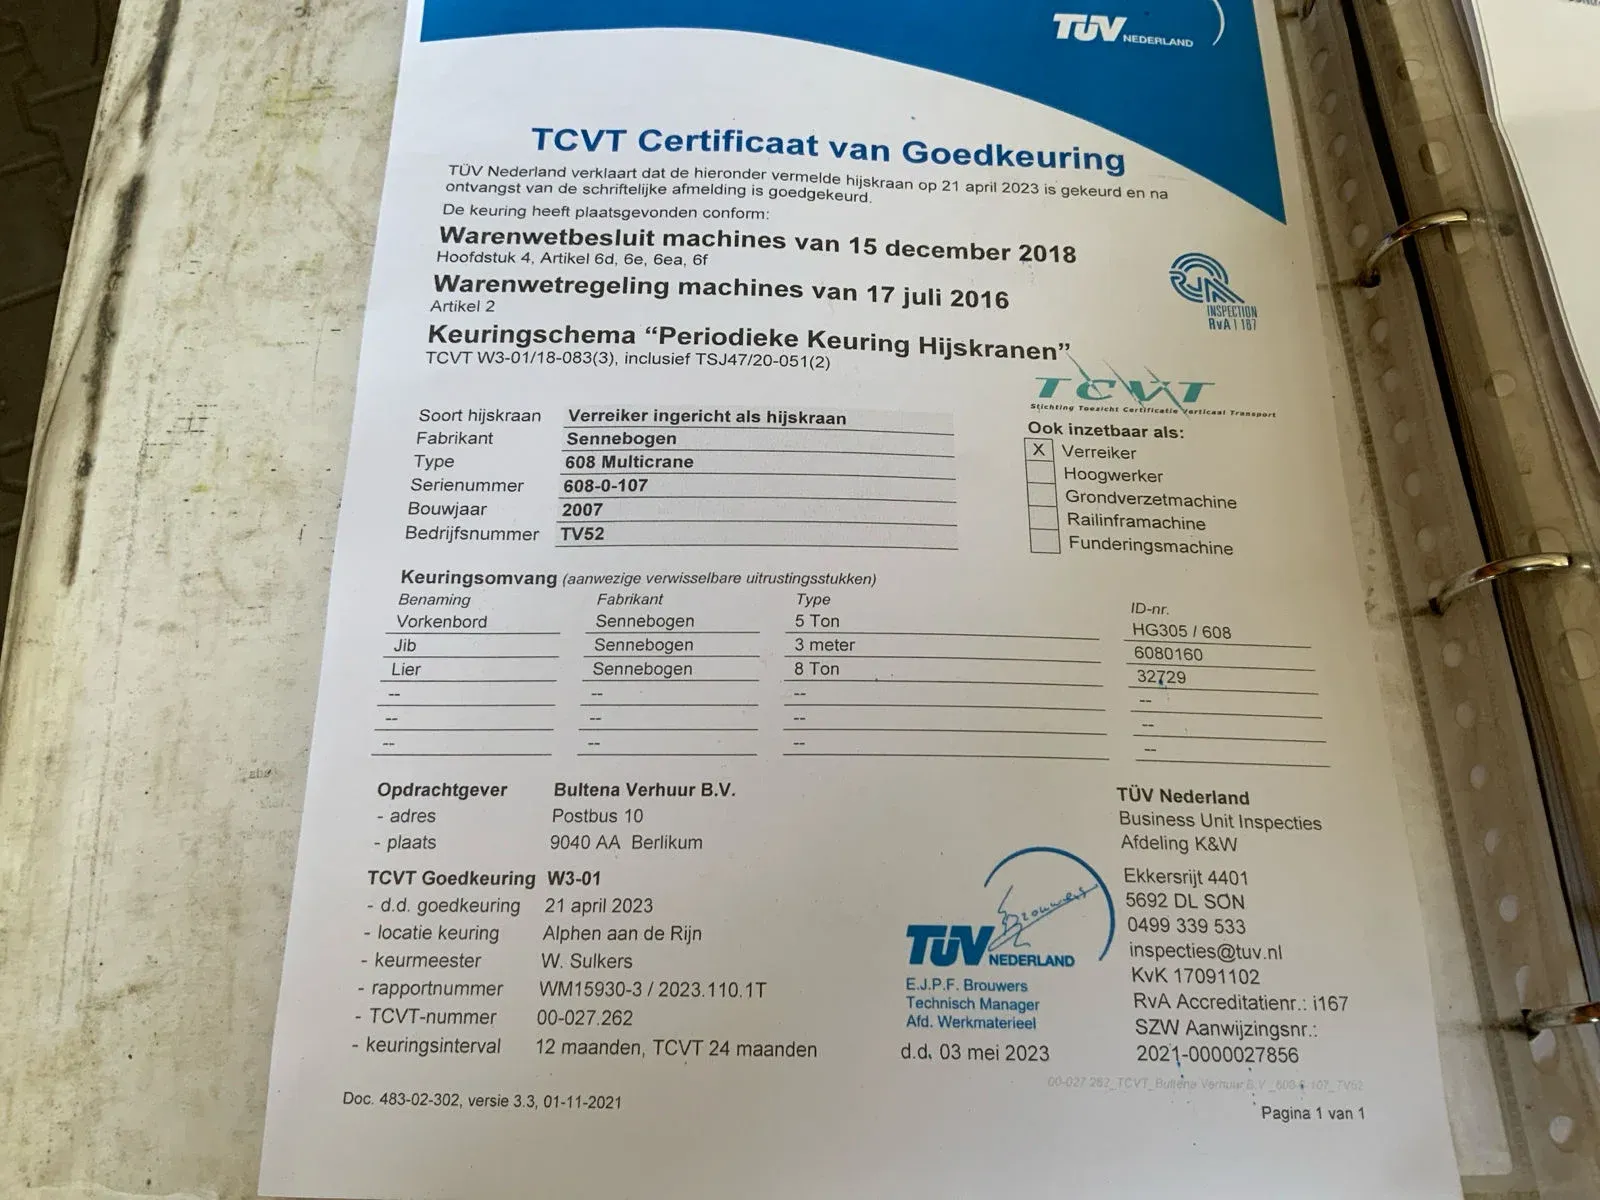 TÜV NEDERLAND
TCVT Certificaat van Goedkeuring
TÜV Nederland verklaart dat de hieronder vermelde hijskraan op 21 april 2023 is gekeurd en na
ontvangst van de schriftelijke afmelding is goedgekeurd.
De keuring heeft plaatsgevonden conform:
Warenwetbesluit machines van 15 december 2018
Hoofdstuk 4, Artikel 6d, 6e, 6ea, 6f
Warenwetregeling machines van 17 juli 2016
Artikel 2
Keuringschema “Periodieke Keuring Hijskranen”
TCVT W3-01/18-083(3), inclusief TSJ47/20-051(2)
RvA
INSPECTION
RvA I 167
TCVT
Stichting Toezicht Certificatie Verticaal Transport
Soort hijskraan Verreiker ingericht als hijskraan
Fabrikant Sennebogen
Type 608 Multicrane
Serienummer 608-0-107
Bouwjaar 2007
Bedrijfsnummer TV52
Ook inzetbaar als:
X Verreiker
Hoogwerker
Grondverzetmachine
Railinframachine
Funderingsmachine
Keuringsomvang (aanwezige verwisselbare uitrustingsstukken)
Benaming Fabrikant Type ID-nr.
Vorkenbord Sennebogen 5 Ton HG305 / 608
Jib Sennebogen 3 meter 6080160
Lier Sennebogen 8 Ton 32729
-- -- -- --
-- -- -- --
-- -- -- --
Opdrachtgever Bultena Verhuur B.V.
- adres Postbus 10
- plaats 9040 AA Berlikum
TCVT Goedkeuring W3-01
- d.d. goedkeuring 21 april 2023
- locatie keuring Alphen aan de Rijn
- keurmeester W. Sulkers
- rapportnummer WM15930-3 / 2023.110.1T
- TCVT-nummer 00-027.262
- keuringsinterval 12 maanden, TCVT 24 maanden
Brouwers
TÜV NEDERLAND
E.J.P.F. Brouwers
Technisch Manager
Afd. Werkmaterieel
d.d. 03 mei 2023
TÜV Nederland
Business Unit Inspecties
Afdeling K&W
Ekkersrijt 4401
5692 DL SON
0499 339 533
inspecties@tuv.nl
KvK 17091102
RvA Accreditatienr.: i167
SZW Aanwijzingsnr.:
2021-0000027856
00-027.262_TCVT_Bultena Verhuur B.V._608-0-107_TV52
Doc. 483-02-302, versie 3.3, 01-11-2021
Pagina 1 van 1